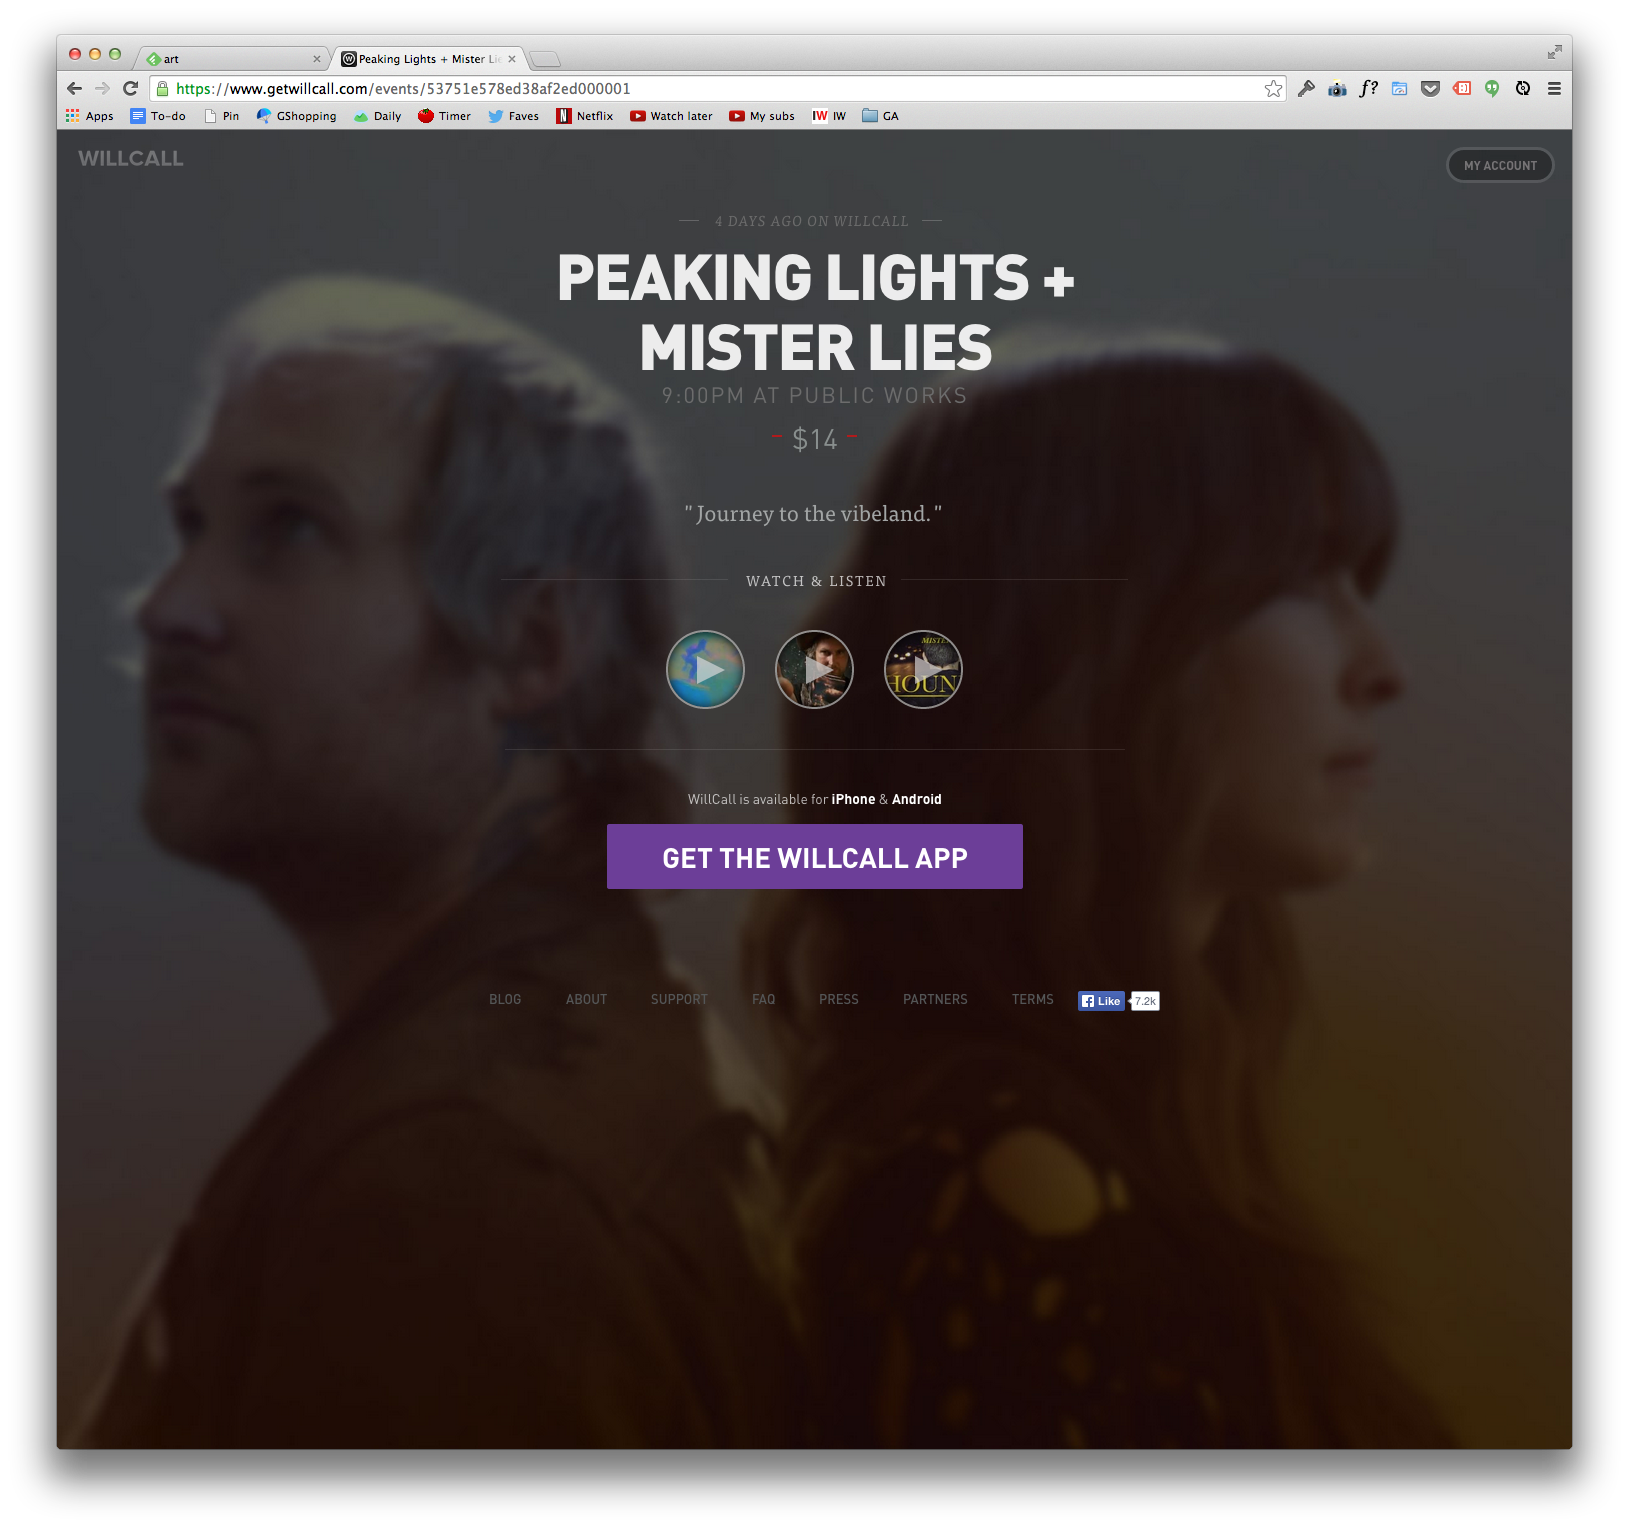 art
Peaking Lights + Mister Lie
https://www.getwillcall.com/events/53751e578ed38af2ed000001
f?
Apps To-do Pin GShopping Daily Timer Faves Netflix Watch later My subs IW IW GA
WILLCALL
MY ACCOUNT
4 DAYS AGO ON WILLCALL
PEAKING LIGHTS +
MISTER LIES
9:00PM AT PUBLIC WORKS
- $14 -
" Journey to the vibeland. "
WATCH & LISTEN
MISTE
HOUN
WillCall is available for iPhone & Android
GET THE WILLCALL APP
BLOG ABOUT SUPPORT FAQ PRESS PARTNERS TERMS Like 7.2k